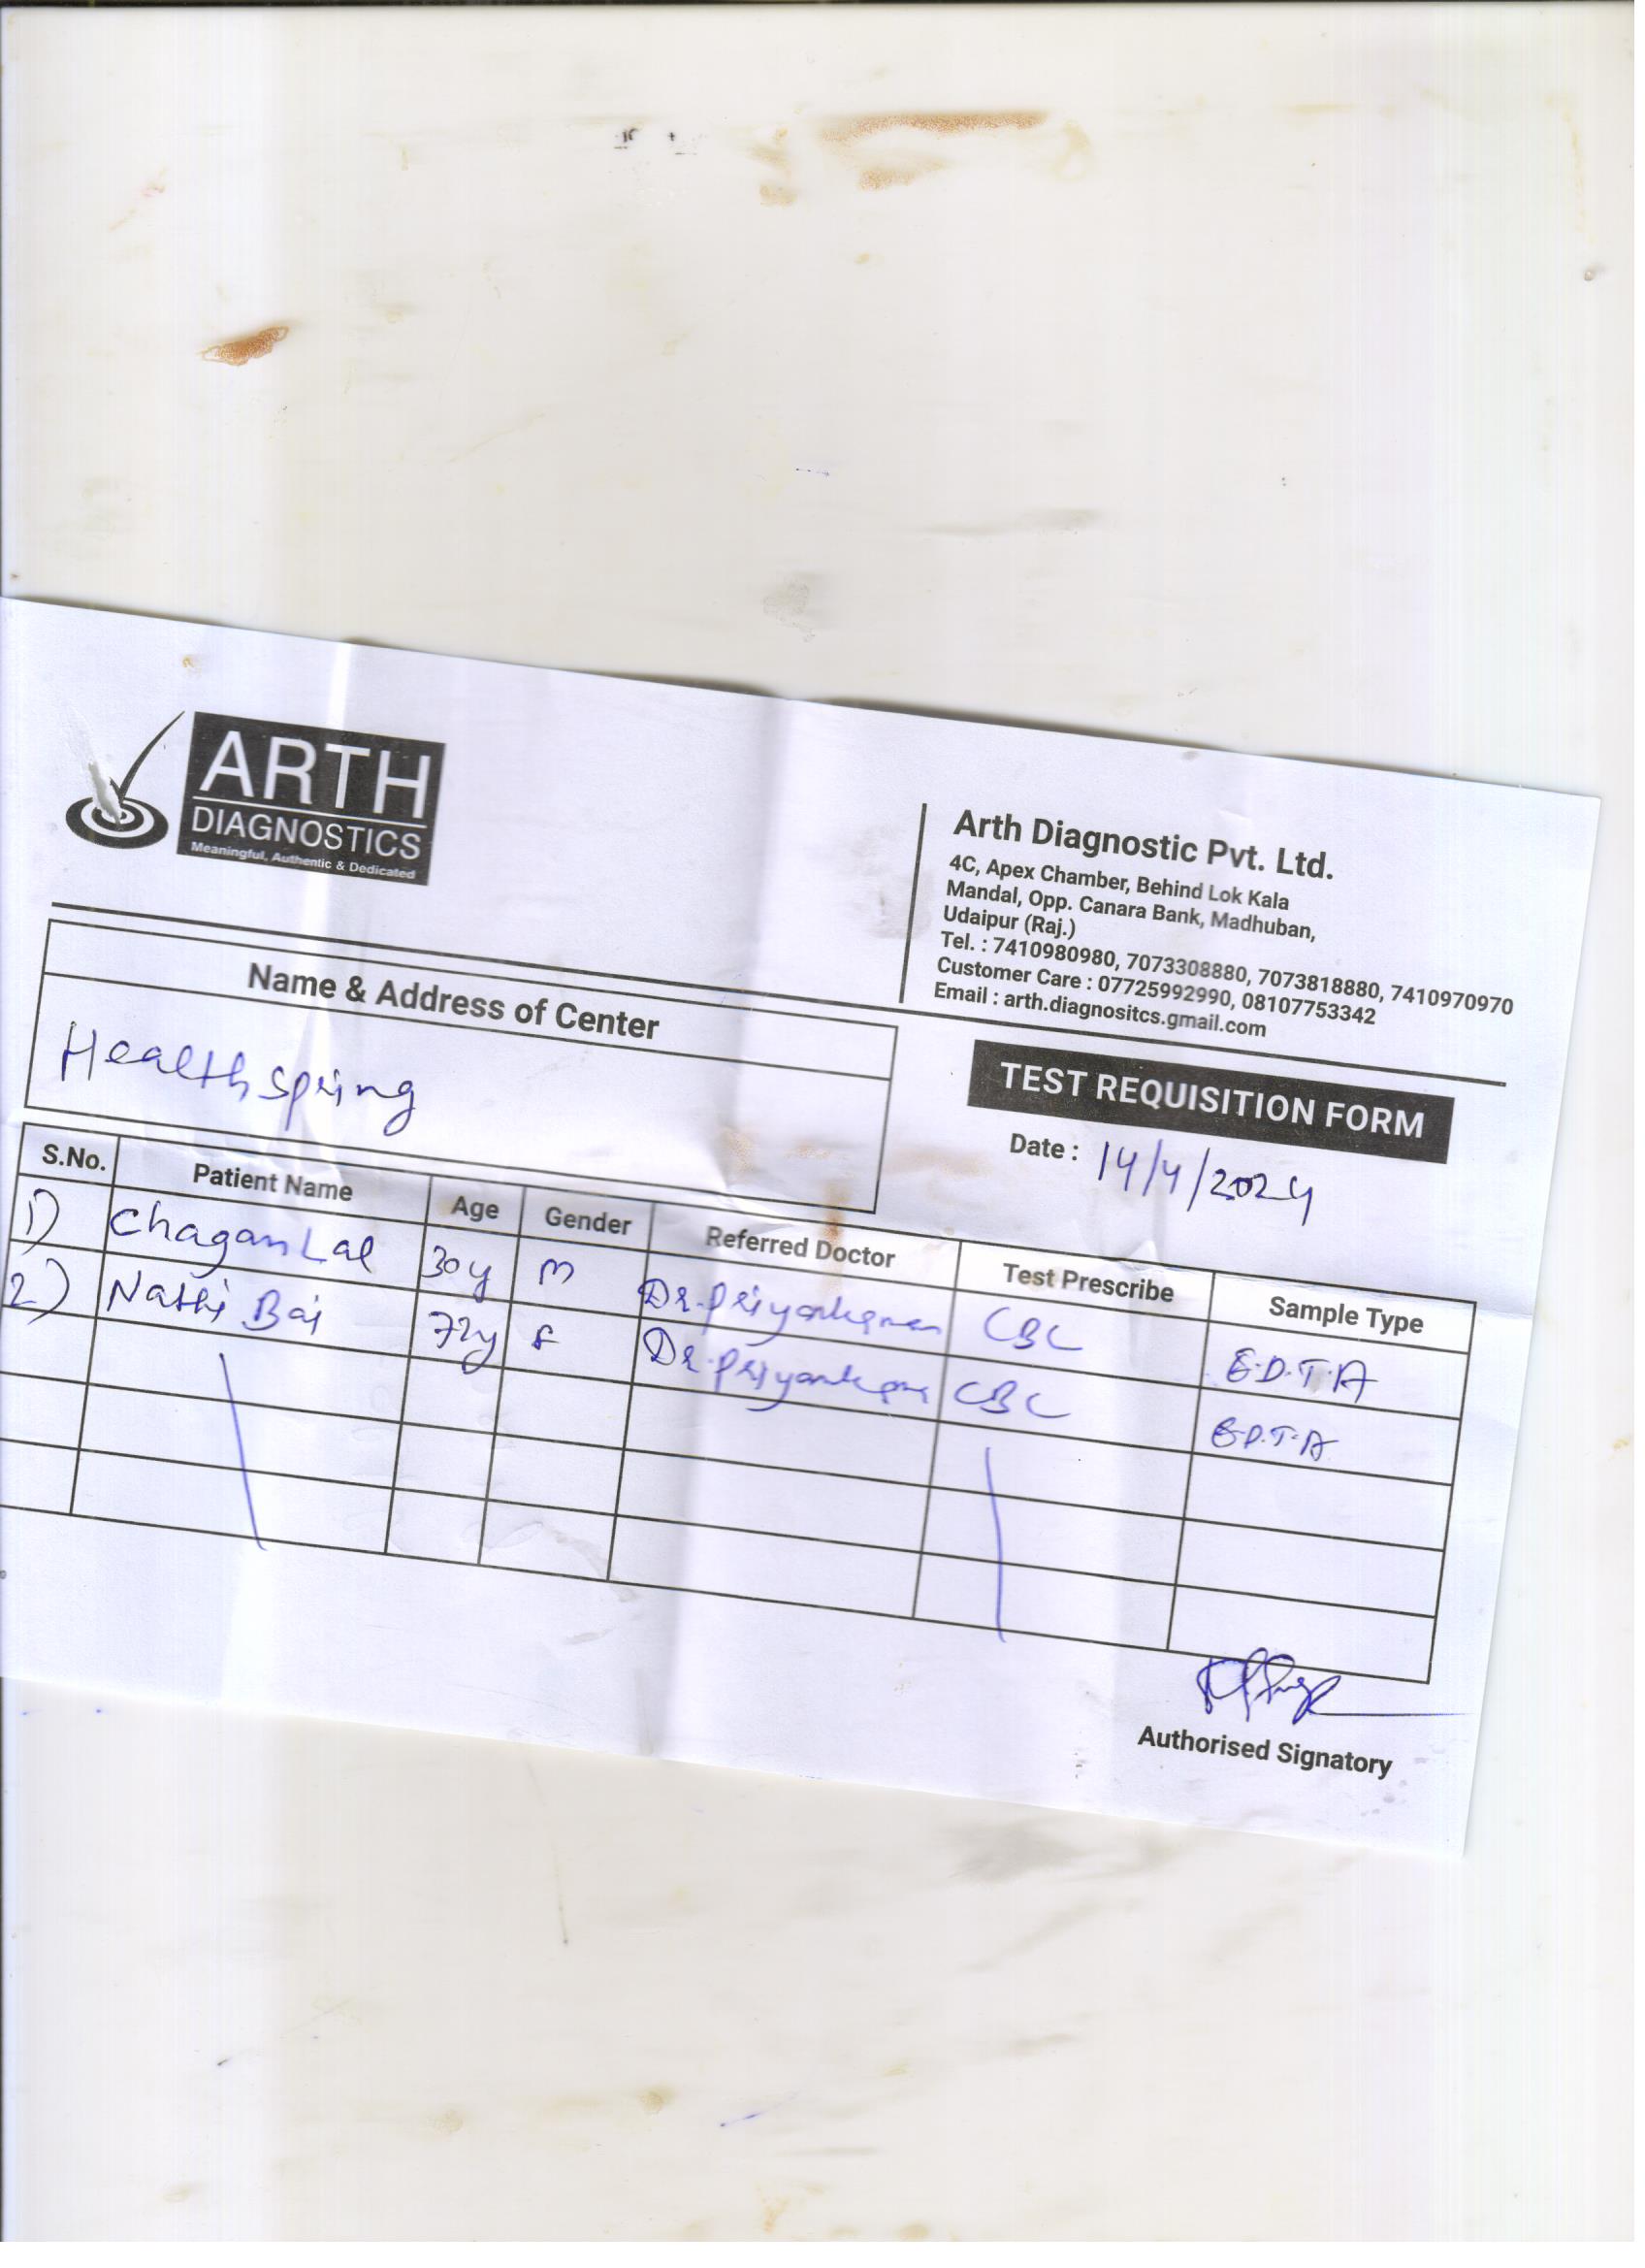 ARTH
DIAGNOSTICS
Meaningful, Authentic & Dedicated
Arth Diagnostic Pvt. Ltd.
4C, Apex Chamber, Behind Lok Kala
Mandal, Opp. Canara Bank, Madhuban,
Udaipur (Raj.)
Tel. : 7410980980, 7073308880, 7073818880, 7410970970
Customer Care : 07725992990, 08107753342
Email : arth.diagnositcs.gmail.com
Name & Address of Center
Healthspring
TEST REQUISITION FORM
Date : 14/4/2024
S.No. Patient Name Age Gender Referred Doctor Test Prescribe Sample Type
1) Chagan Lal 30y M Dr. CBC E.D.T.A
2) Nathi Bai 72y F Dr. CBC E.D.T.A
Authorised Signatory